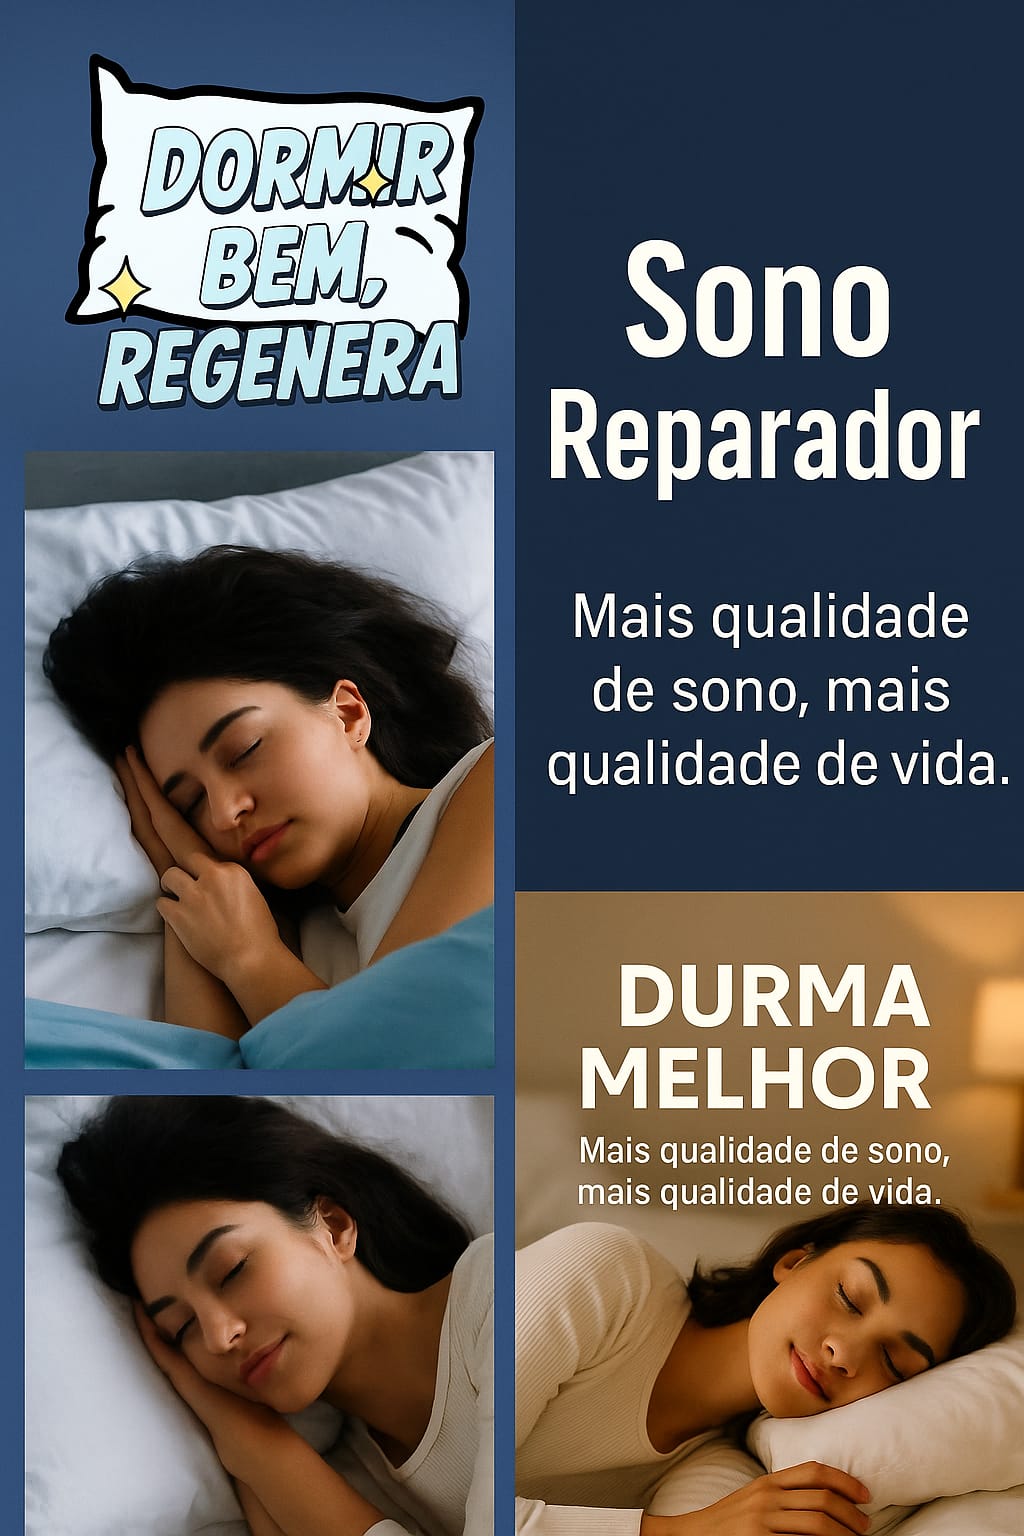 DORMIR
BEM,
REGENERA
Sono
Reparador
Mais qualidade
de sono, mais
qualidade de vida.
DURMA
MELHOR
Mais qualidade de sono,
mais qualidade de vida.